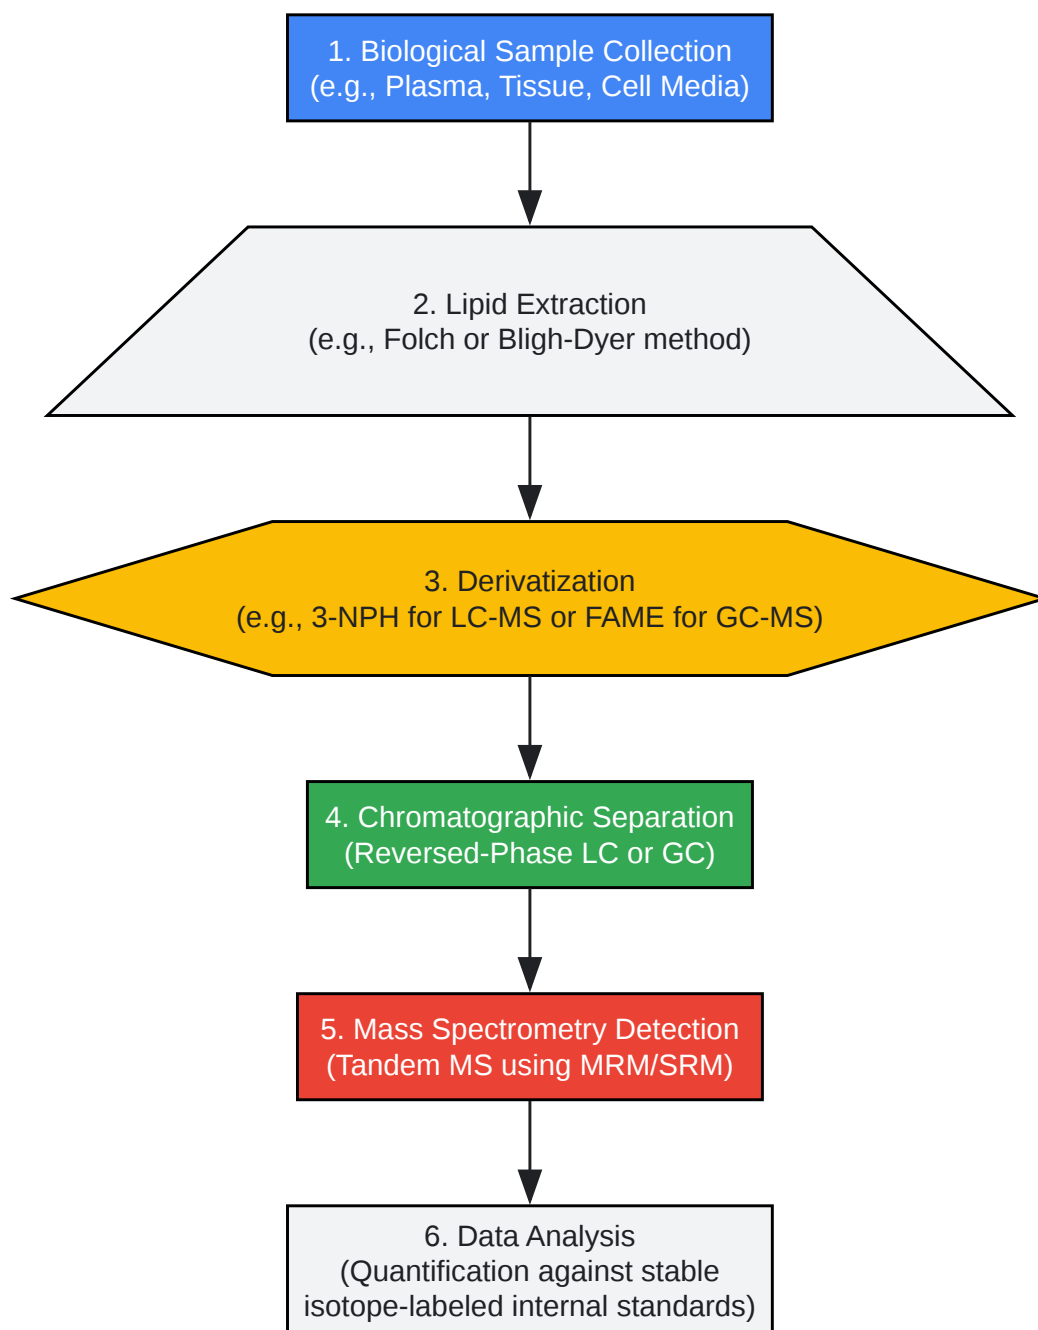 1. Biological Sample Collection
(e.g., Plasma, Tissue, Cell Media)
2. Lipid Extraction
(e.g., Folch or Bligh-Dyer method)
3. Derivatization
(e.g., 3-NPH for LC-MS or FAME for GC-MS)
4. Chromatographic Separation
(Reversed-Phase LC or GC)
5. Mass Spectrometry Detection
(Tandem MS using MRM/SRM)
6. Data Analysis
(Quantification against stable
isotope-labeled internal standards)